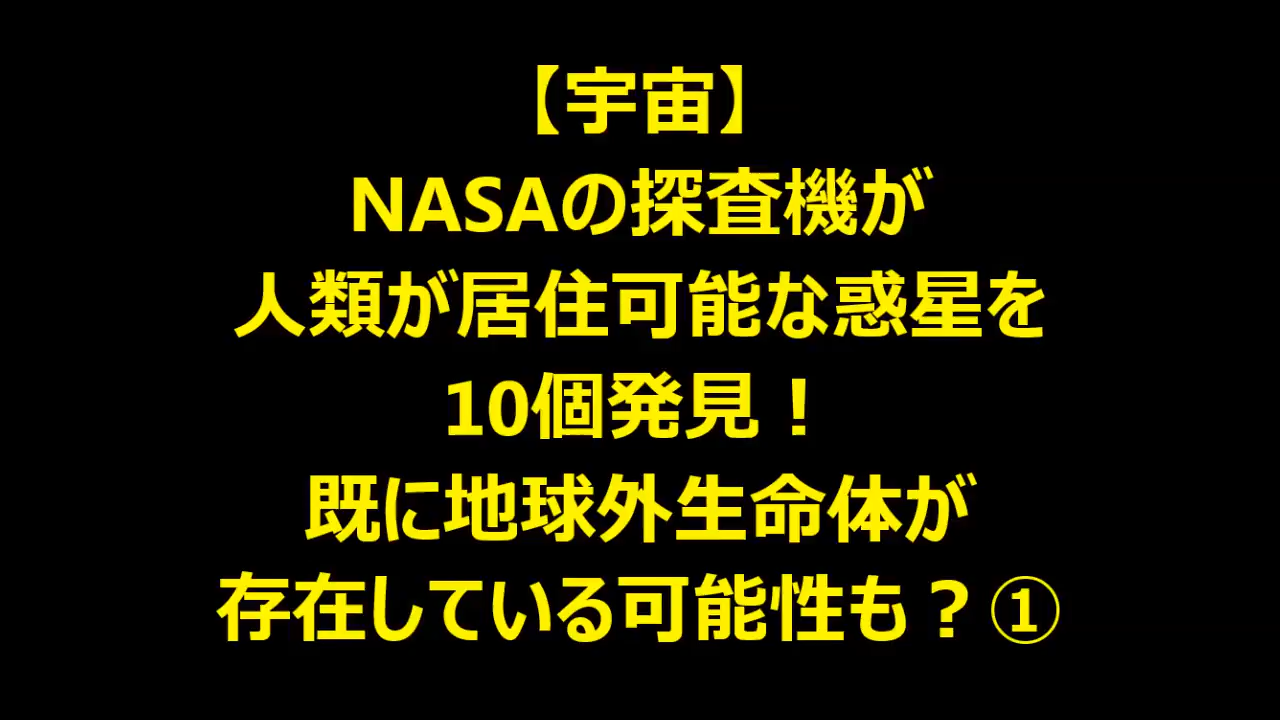 【宇宙】
NASAの探査機が
人類が居住可能な惑星を
10個発見！
既に地球外生命体が
存在している可能性も？①